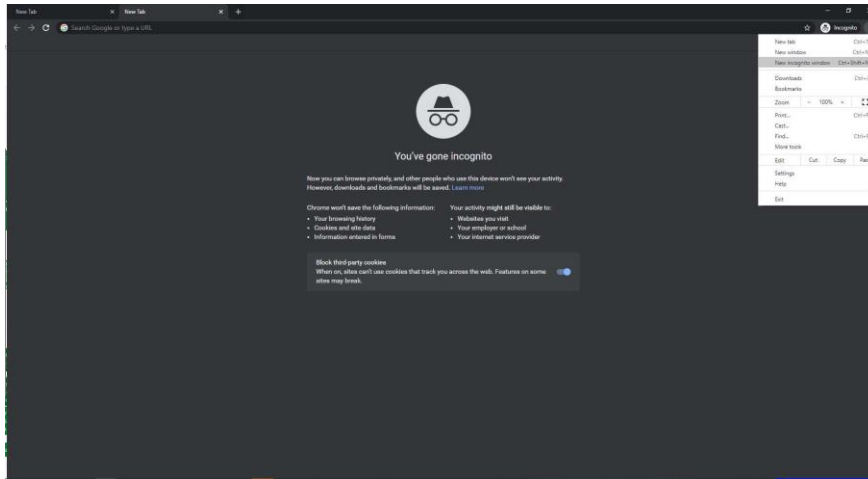 New Tab
New Tab
Search Google or type a URL
Incognito
New tab Ctrl+T
New window Ctrl+N
New incognito window Ctrl+Shift+N
Downloads
Bookmarks
Zoom - 100% +
Print...
Cast...
Find...
More tools
Edit Cut Copy
Settings
Help
Exit
You've gone incognito
Now you can browse privately, and other people who use this device won't see your activity.
However, downloads and bookmarks will be saved. Learn more
Chrome won't save the following information:
• Your browsing history
• Cookies and site data
• Information entered in forms
Your activity might still be visible to:
• Websites you visit
• Your employer or school
• Your internet service provider
Block third-party cookies
When on, sites can't use cookies that track you across the web. Features on some
sites may break.